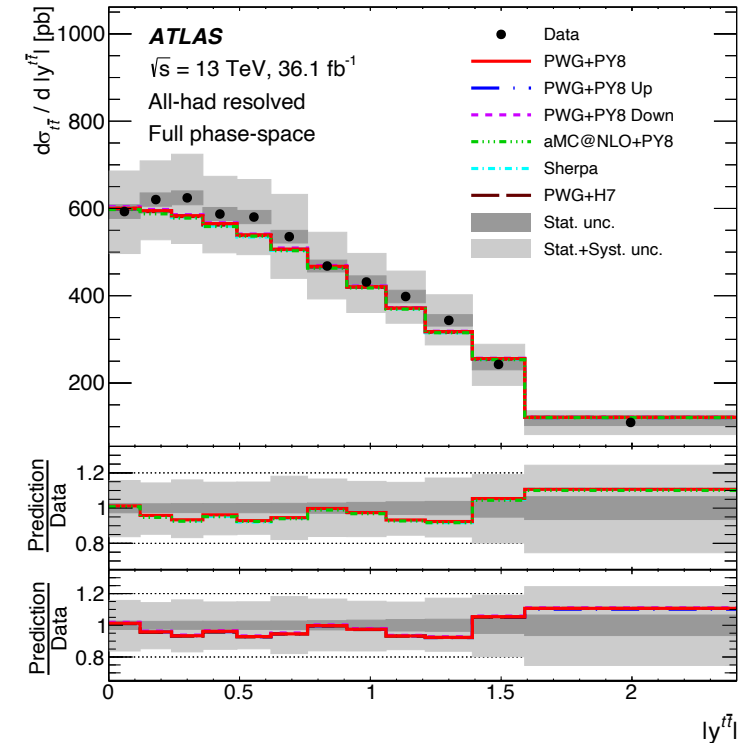 dσ_tt̄ / d |y^tt̄| [pb]
1000
800
600
400
200
ATLAS
√s = 13 TeV, 36.1 fb⁻¹
All-had resolved
Full phase-space
Data
PWG+PY8
PWG+PY8 Up
PWG+PY8 Down
aMC@NLO+PY8
Sherpa
PWG+H7
Stat. unc.
Stat.+Syst. unc.
Prediction
Data
1.2
1
0.8
Prediction
Data
1.2
1
0.8
0 0.5 1 1.5 2
|y^tt̄|